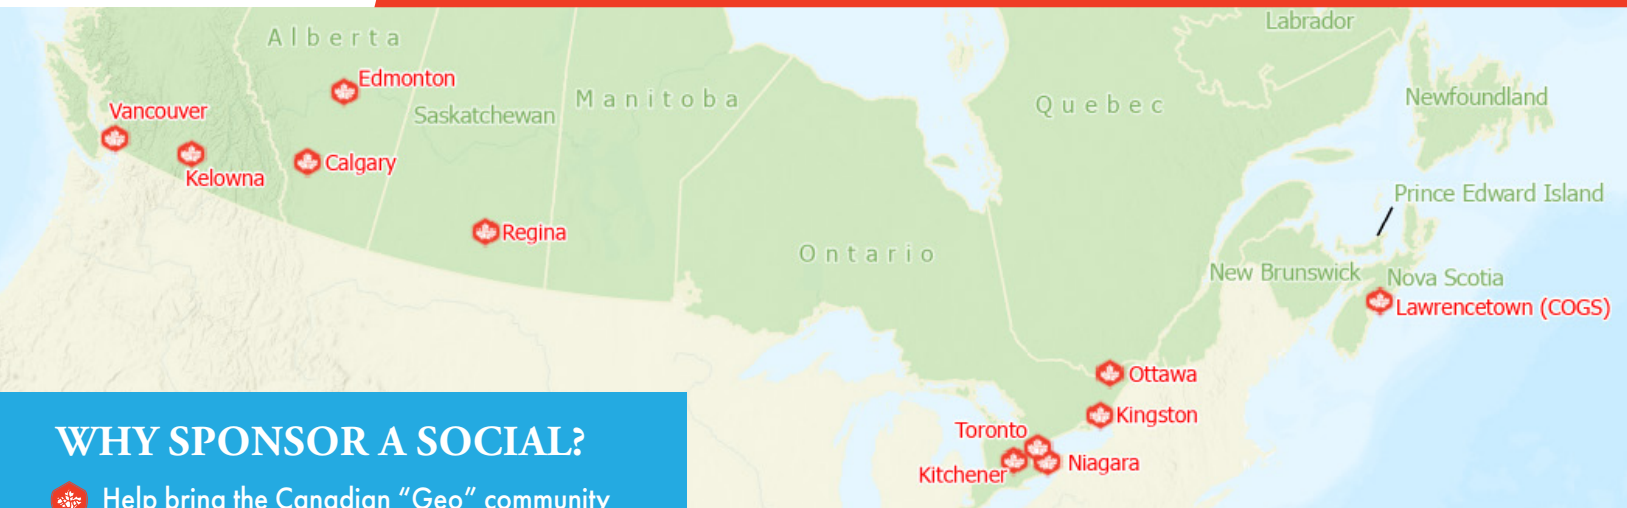 Labrador
Alberta
Edmonton
Newfoundland
Manitoba
Quebec
Vancouver
Saskatchewan
Calgary
Kelowna
Prince Edward Island
Regina
Ontario
New Brunswick
Nova Scotia
Lawrencetown (COGS)
Ottawa
Kingston
Toronto
Niagara
Kitchener
WHY SPONSOR A SOCIAL?
Help bring the Canadian “Geo” community